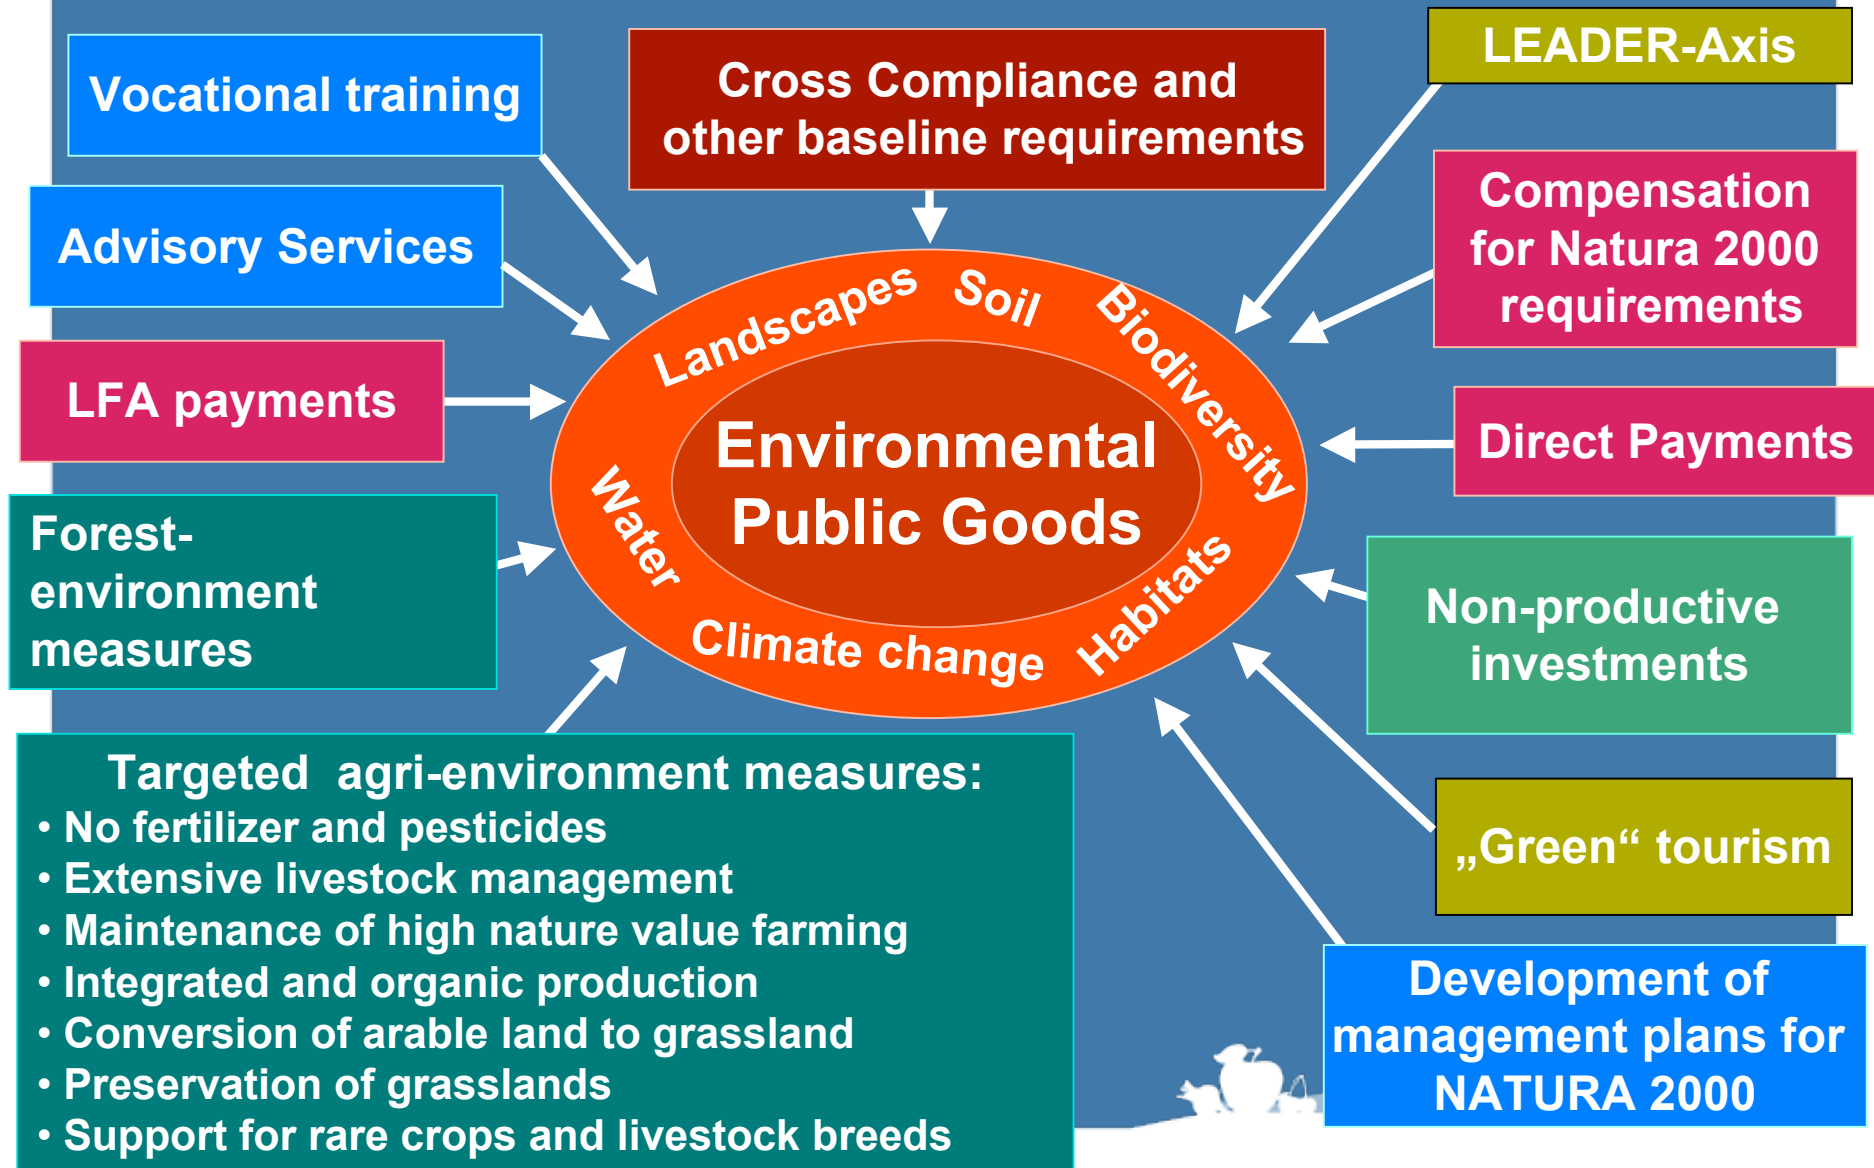 Vocational training
Cross Compliance and
other baseline requirements
LEADER-Axis
Advisory Services
Compensation
for Natura 2000
requirements
LFA payments
Direct Payments
Landscapes
Soil
Biodiversity
Water
Climate change
Habitats
Environmental
Public Goods
Forest-
environment
measures
Non-productive
investments
Targeted agri-environment measures:
• No fertilizer and pesticides
• Extensive livestock management
• Maintenance of high nature value farming
• Integrated and organic production
• Conversion of arable land to grassland
• Preservation of grasslands
• Support for rare crops and livestock breeds
„Green“ tourism
Development of
management plans for
NATURA 2000